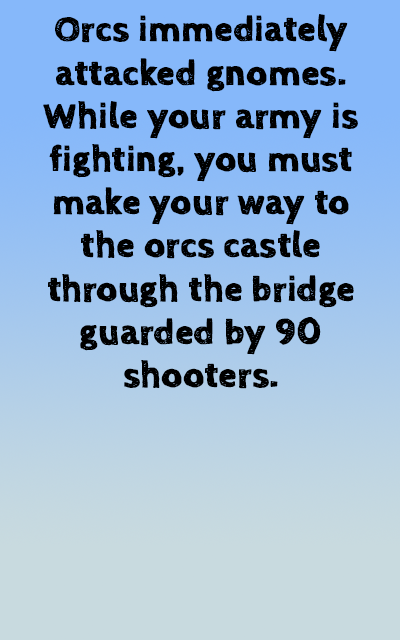 Orcs immediately
attacked gnomes.
While your army is
fighting, you must
make your way to
the orcs castle
through the bridge
guarded by 90
shooters.